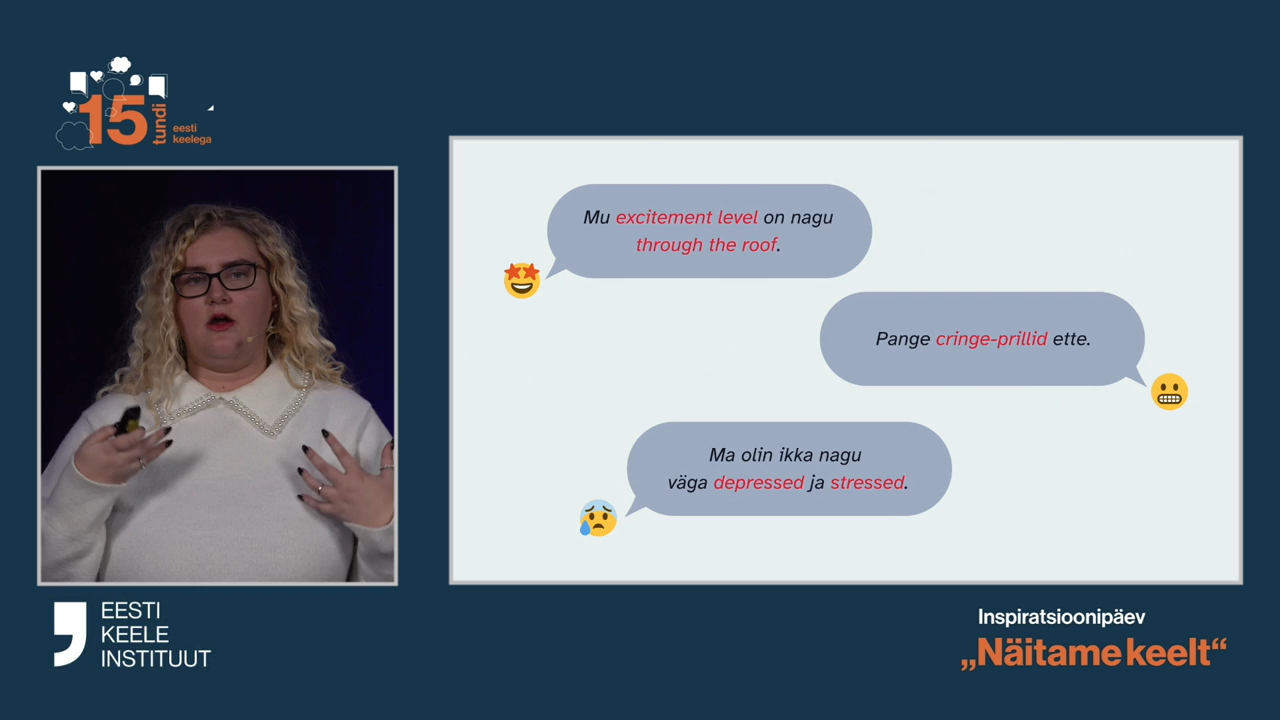 15 tundi
eesti
keelega
Mu excitement level on nagu
through the roof.
Pange cringe-prillid ette.
Ma olin ikka nagu
väga depressed ja stressed.
EESTI
KEELE
INSTITUUT
Inspiratsioonipäev
„Näitame keelt“